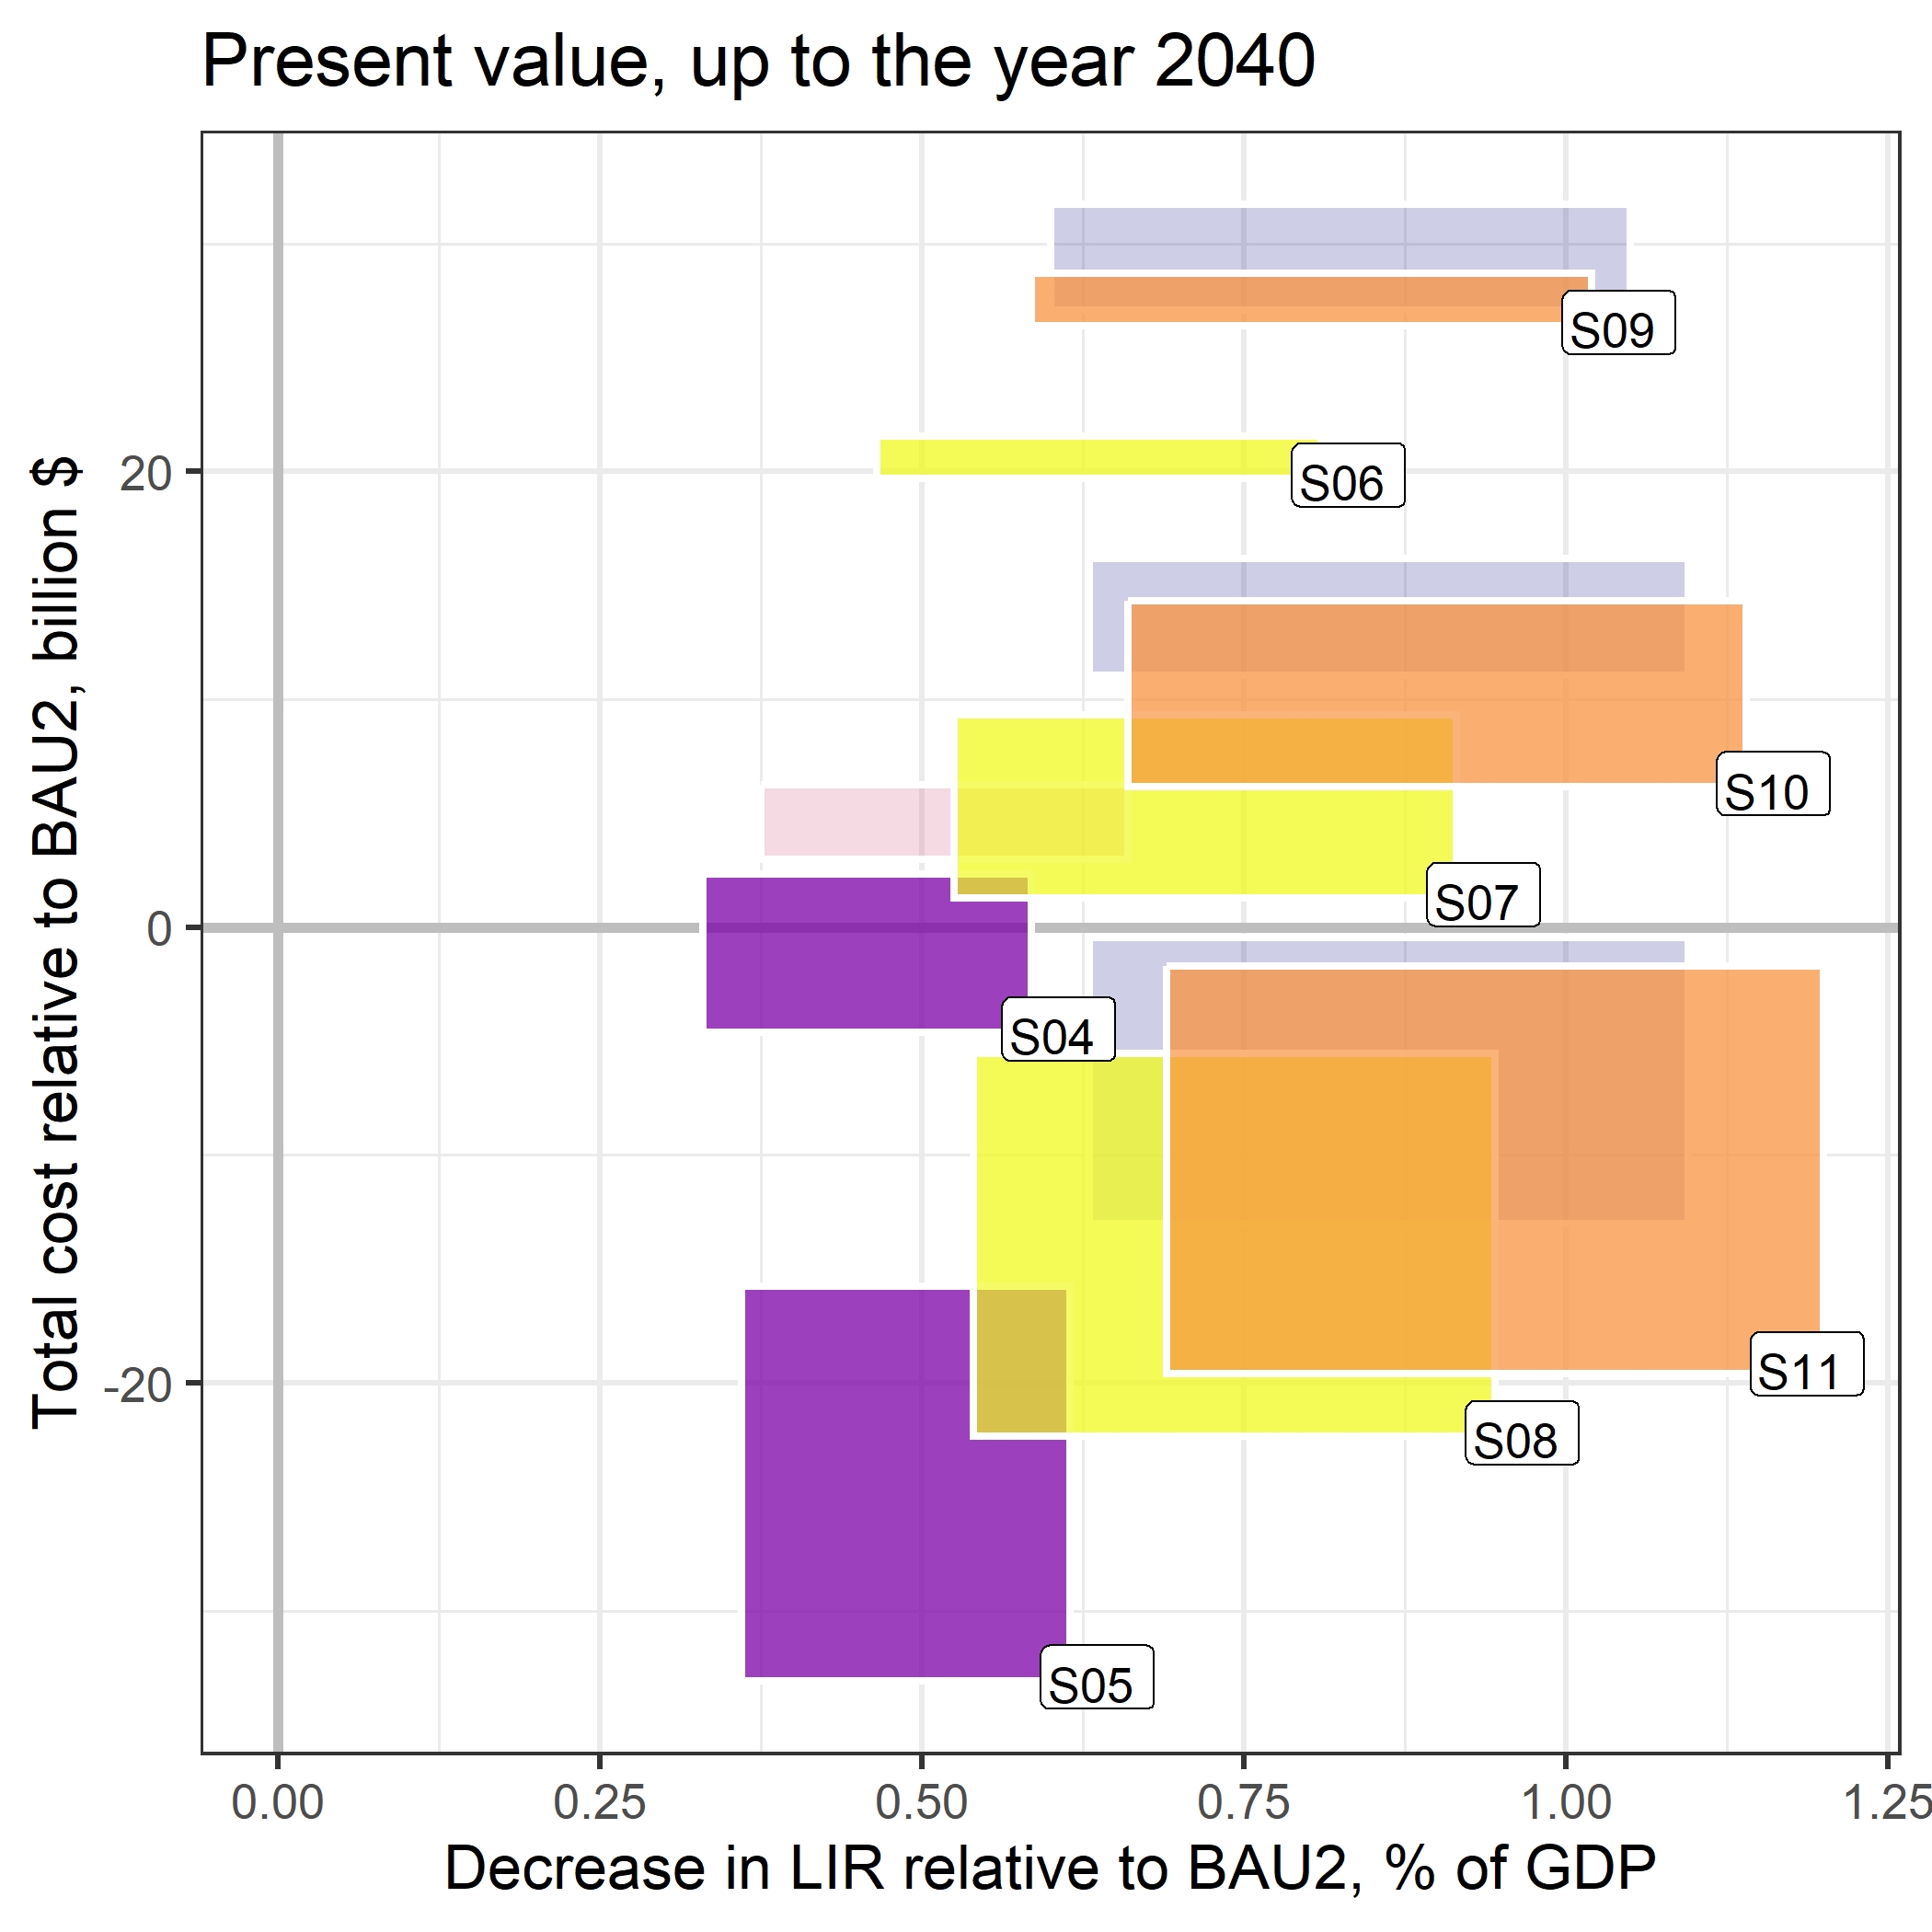 Present value, up to the year 2040
Total cost relative to BAU2, billion $
20
0
-20
S09
S06
S10
S07
S04
S11
S08
S05
0.00
0.25
0.50
0.75
1.00
1.25
Decrease in LIR relative to BAU2, % of GDP